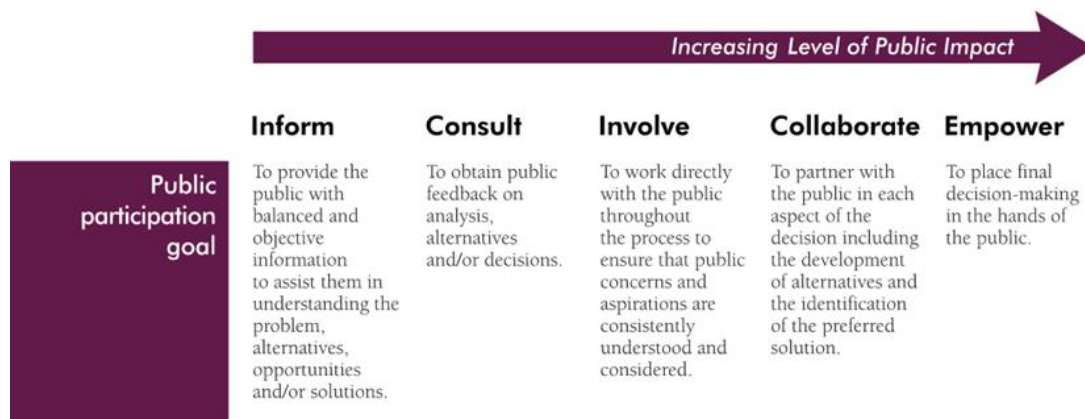 Increasing Level of Public Impact
Inform
Consult
Involve
Collaborate
Empower
Public
participation
goal
To provide the
public with
balanced and
objective
information
to assist them in
understanding the
problem,
alternatives,
opportunities
and/or solutions.
To obtain public
feedback on
analysis,
alternatives
and/or decisions.
To work directly
with the public
throughout
the process to
ensure that public
concerns and
aspirations are
consistently
understood and
considered.
To partner with
the public in each
aspect of the
decision including
the development
of alternatives and
the identification
of the preferred
solution.
To place final
decision-making
in the hands of
the public.